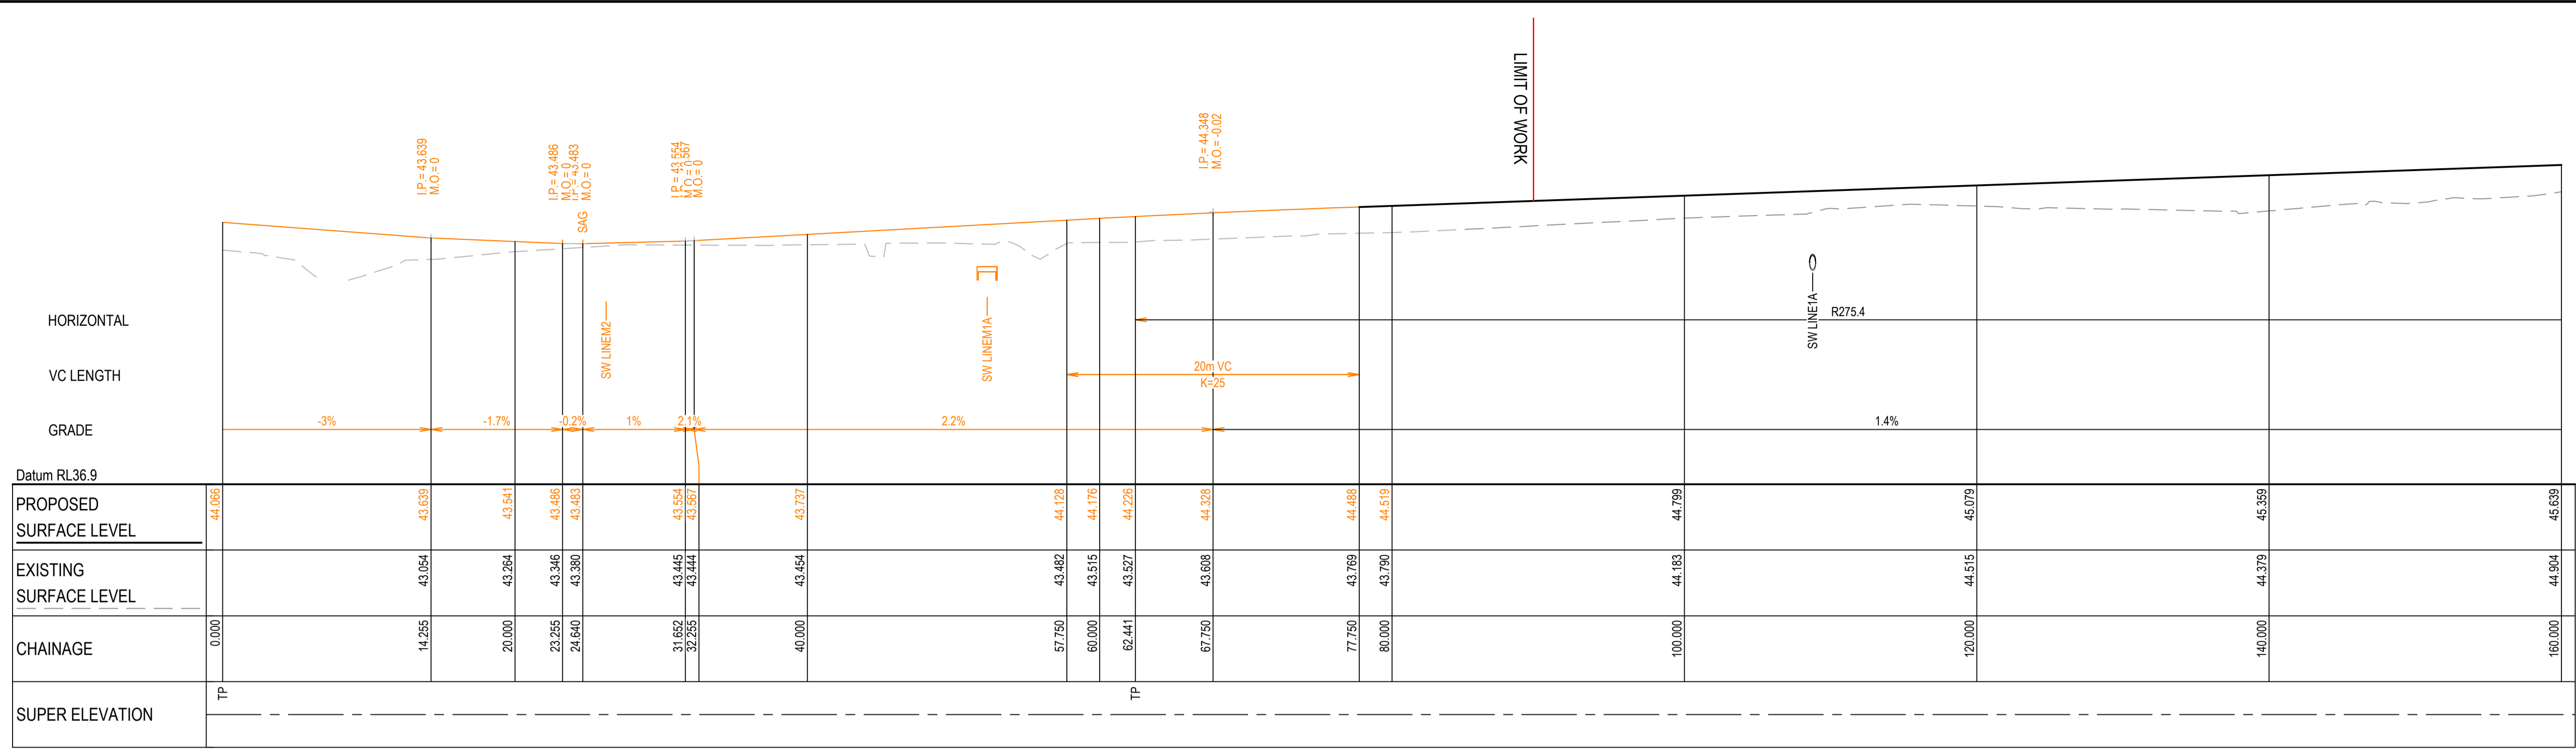 LIMIT OF WORK
I.P.= 43.639
M.O.= 0
I.P.= 43.486
M.O.= 0
I.P.= 43.483
M.O.= 0
SAG
I.P.= 43.554
M.O.= 0
43.567
M.O.= 0
I.P.= 44.348
M.O.= -0.02
HORIZONTAL
SW LINEM2
SW LINEM1A
R275.4
SW LINE1A
VC LENGTH
20m VC
K=25
GRADE
-3%
-1.7%
-0.2%
1%
2.1%
2.2%
1.4%
Datum RL36.9
PROPOSED
SURFACE LEVEL
44.066
43.639
43.541
43.486
43.483
43.554
43.567
43.737
44.128
44.176
44.226
44.328
44.488
44.519
44.799
45.079
45.359
45.639
EXISTING
SURFACE LEVEL
43.054
43.264
43.346
43.380
43.445
43.444
43.454
43.482
43.515
43.527
43.608
43.769
43.790
44.183
44.515
44.379
44.904
CHAINAGE
0.000
14.255
20.000
23.255
24.640
31.652
32.255
40.000
57.750
60.000
62.441
67.750
77.750
80.000
100.000
120.000
140.000
160.000
SUPER ELEVATION
TP
TP